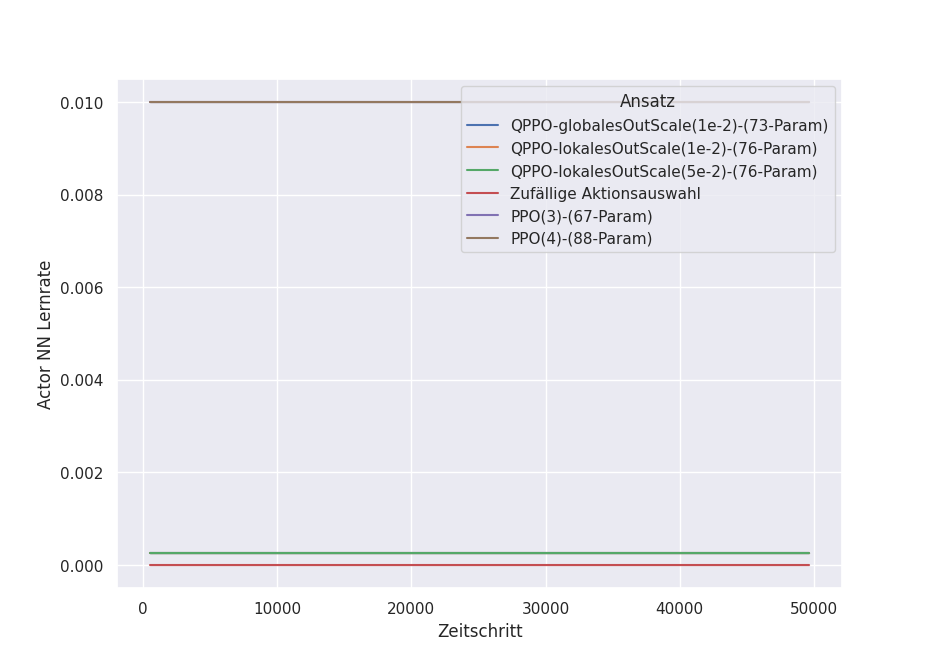 0.010
0.008
0.006
0.004
0.002
0.000
Actor NN Lernrate
Ansatz
QPPO-globalesOutScale(1e-2)-(73-Param)
QPPO-lokalesOutScale(1e-2)-(76-Param)
QPPO-lokalesOutScale(5e-2)-(76-Param)
Zufällige Aktionsauswahl
PPO(3)-(67-Param)
PPO(4)-(88-Param)
0 10000 20000 30000 40000 50000
Zeitschritt